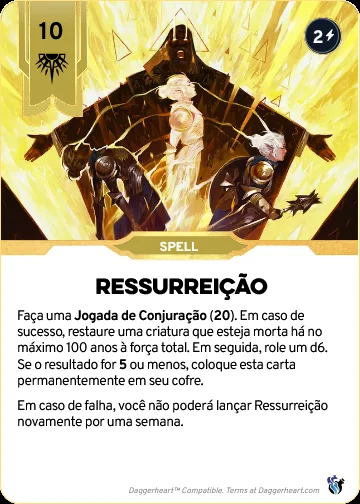 10
2
SPELL
RESSURREIÇÃO
Faça uma Jogada de Conjuração (20). Em caso de
sucesso, restaure uma criatura que esteja morta há no
máximo 100 anos à força total. Em seguida, role um d6.
Se o resultado for 5 ou menos, coloque esta carta
permanentemente em seu cofre.
Em caso de falha, você não poderá lançar Ressurreição
novamente por uma semana.
Daggerheart™ Compatible. Terms at Daggerheart.com